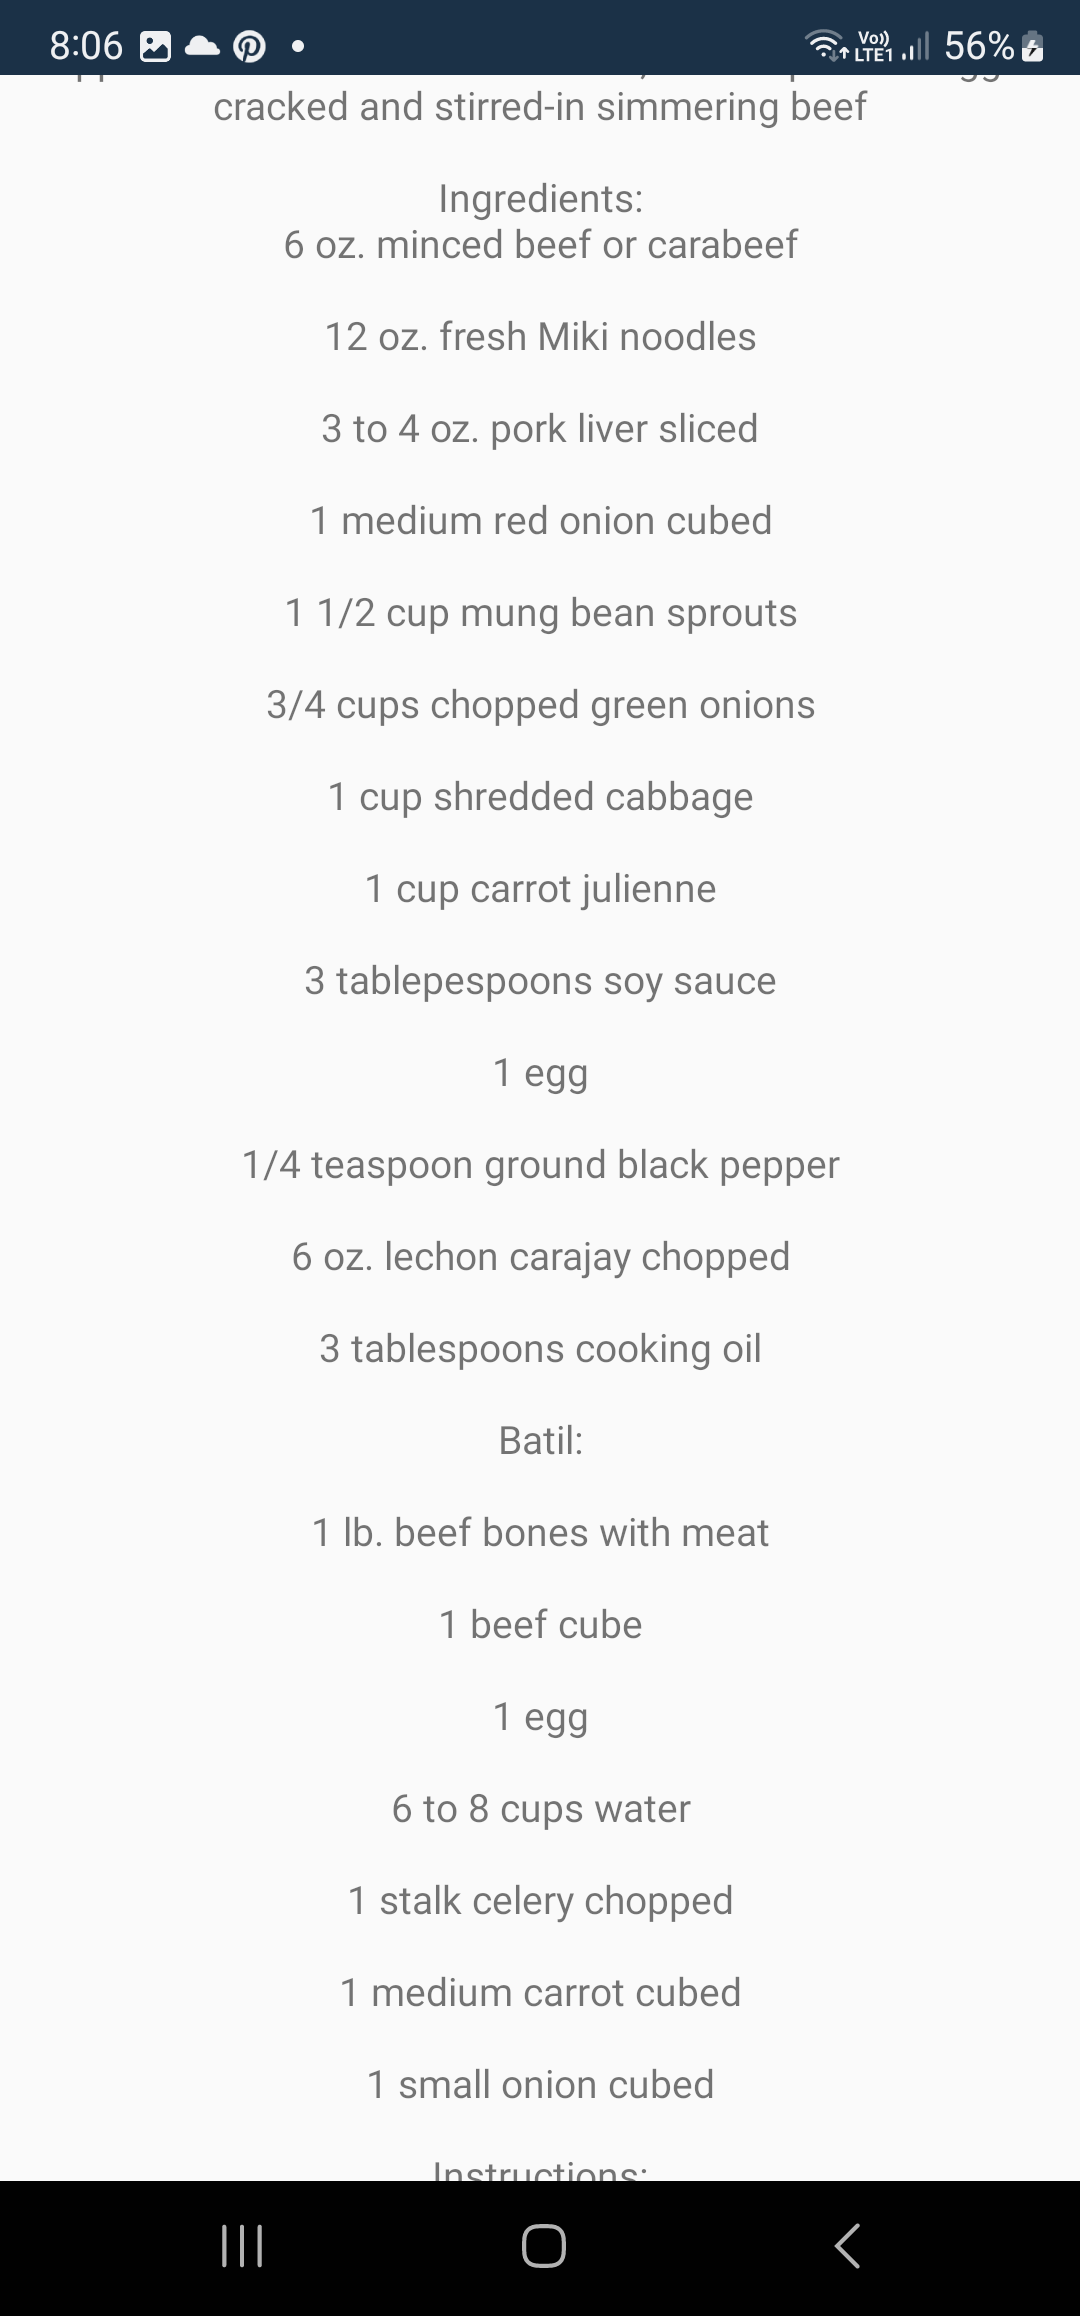 8:06
Vo)) LTE1 56%
cracked and stirred-in simmering beef
Ingredients:
6 oz. minced beef or carabeef
12 oz. fresh Miki noodles
3 to 4 oz. pork liver sliced
1 medium red onion cubed
1 1/2 cup mung bean sprouts
3/4 cups chopped green onions
1 cup shredded cabbage
1 cup carrot julienne
3 tablepespoons soy sauce
1 egg
1/4 teaspoon ground black pepper
6 oz. lechon carajay chopped
3 tablespoons cooking oil
Batil:
1 lb. beef bones with meat
1 beef cube
1 egg
6 to 8 cups water
1 stalk celery chopped
1 medium carrot cubed
1 small onion cubed
Instructions: